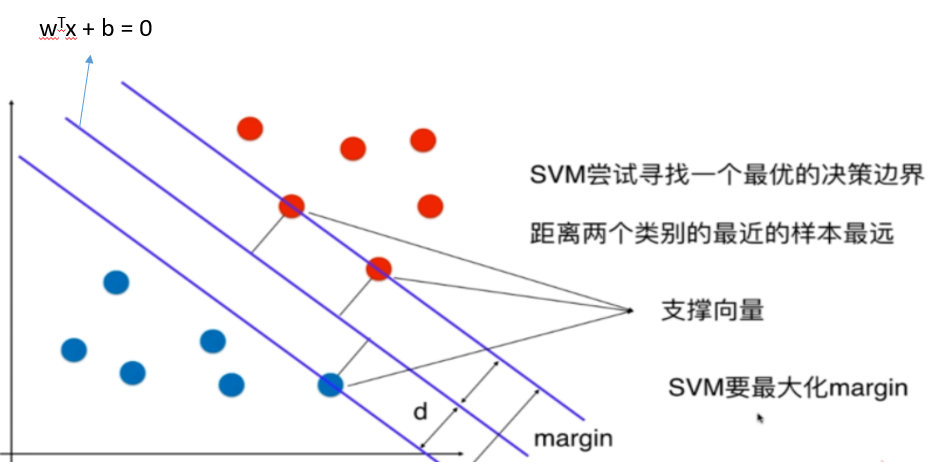 wᵀx + b = 0
SVM尝试寻找一个最优的决策边界
距离两个类别的最近的样本最远
支撑向量
SVM要最大化margin
d
margin